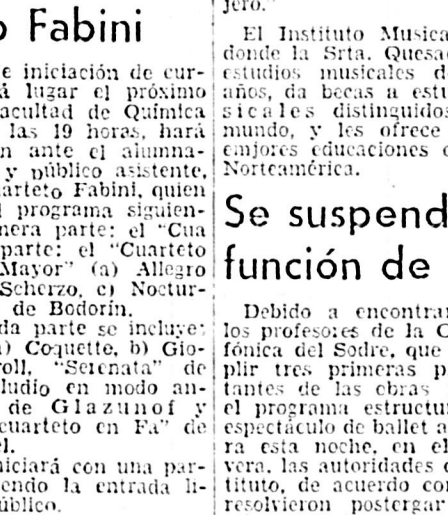 o Fabini
e iniciación de cur-
á lugar el próximo
acultad de Química
las 19 horas, hará
n ante el alumna-
y público asistente,
arteto Fabini, quien
l programa siguien-
mera parte: el "Cua
parte: el "Cuarteto
Mayor" (a) Allegro
Scherzo, c) Noctur-
de Bodorín.
da parte se incluye:
a) Coquette, b) Gio-
roll, "Serenata" de
ludio en modo an-
de Glazunof y
cuarteto en Fa" de
el.
niciará con una par-
endo la entrada li-
úblico.
jero."
El Instituto Musica
donde la Srta. Quesa
estudios musicales d
años, da becas a estu
sicales distinguidos
mundo, y les ofrece
emjores educaciones
Norteamérica.
Se suspend
función de
Debido a encontrar
los profesores de la O
fónica del Sodre, que
plir tres primeras p
tantes de las obras
el programa estructu
espectáculo de ballet a
ra esta noche, en el
vera, las autoridades d
tituto, de acuerdo con
resolvieron postergar